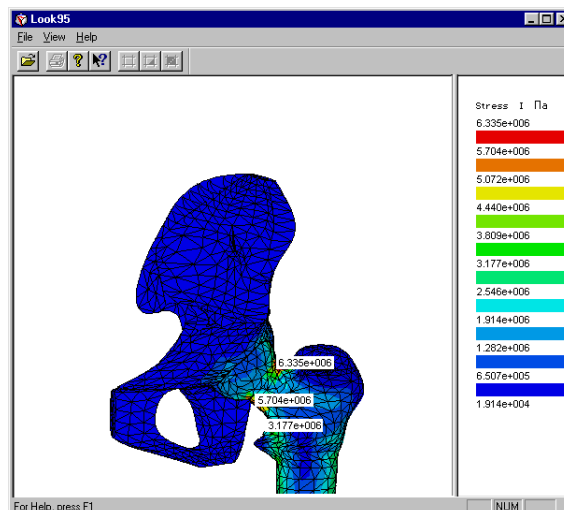 Look95
File View Help
Stress I Па
6.335e+006
5.704e+006
5.072e+006
4.440e+006
3.809e+006
3.177e+006
2.546e+006
1.914e+006
1.282e+006
6.507e+005
1.914e+004
6.335e+006
5.704e+006
3.177e+006
For Help, press F1
NUM